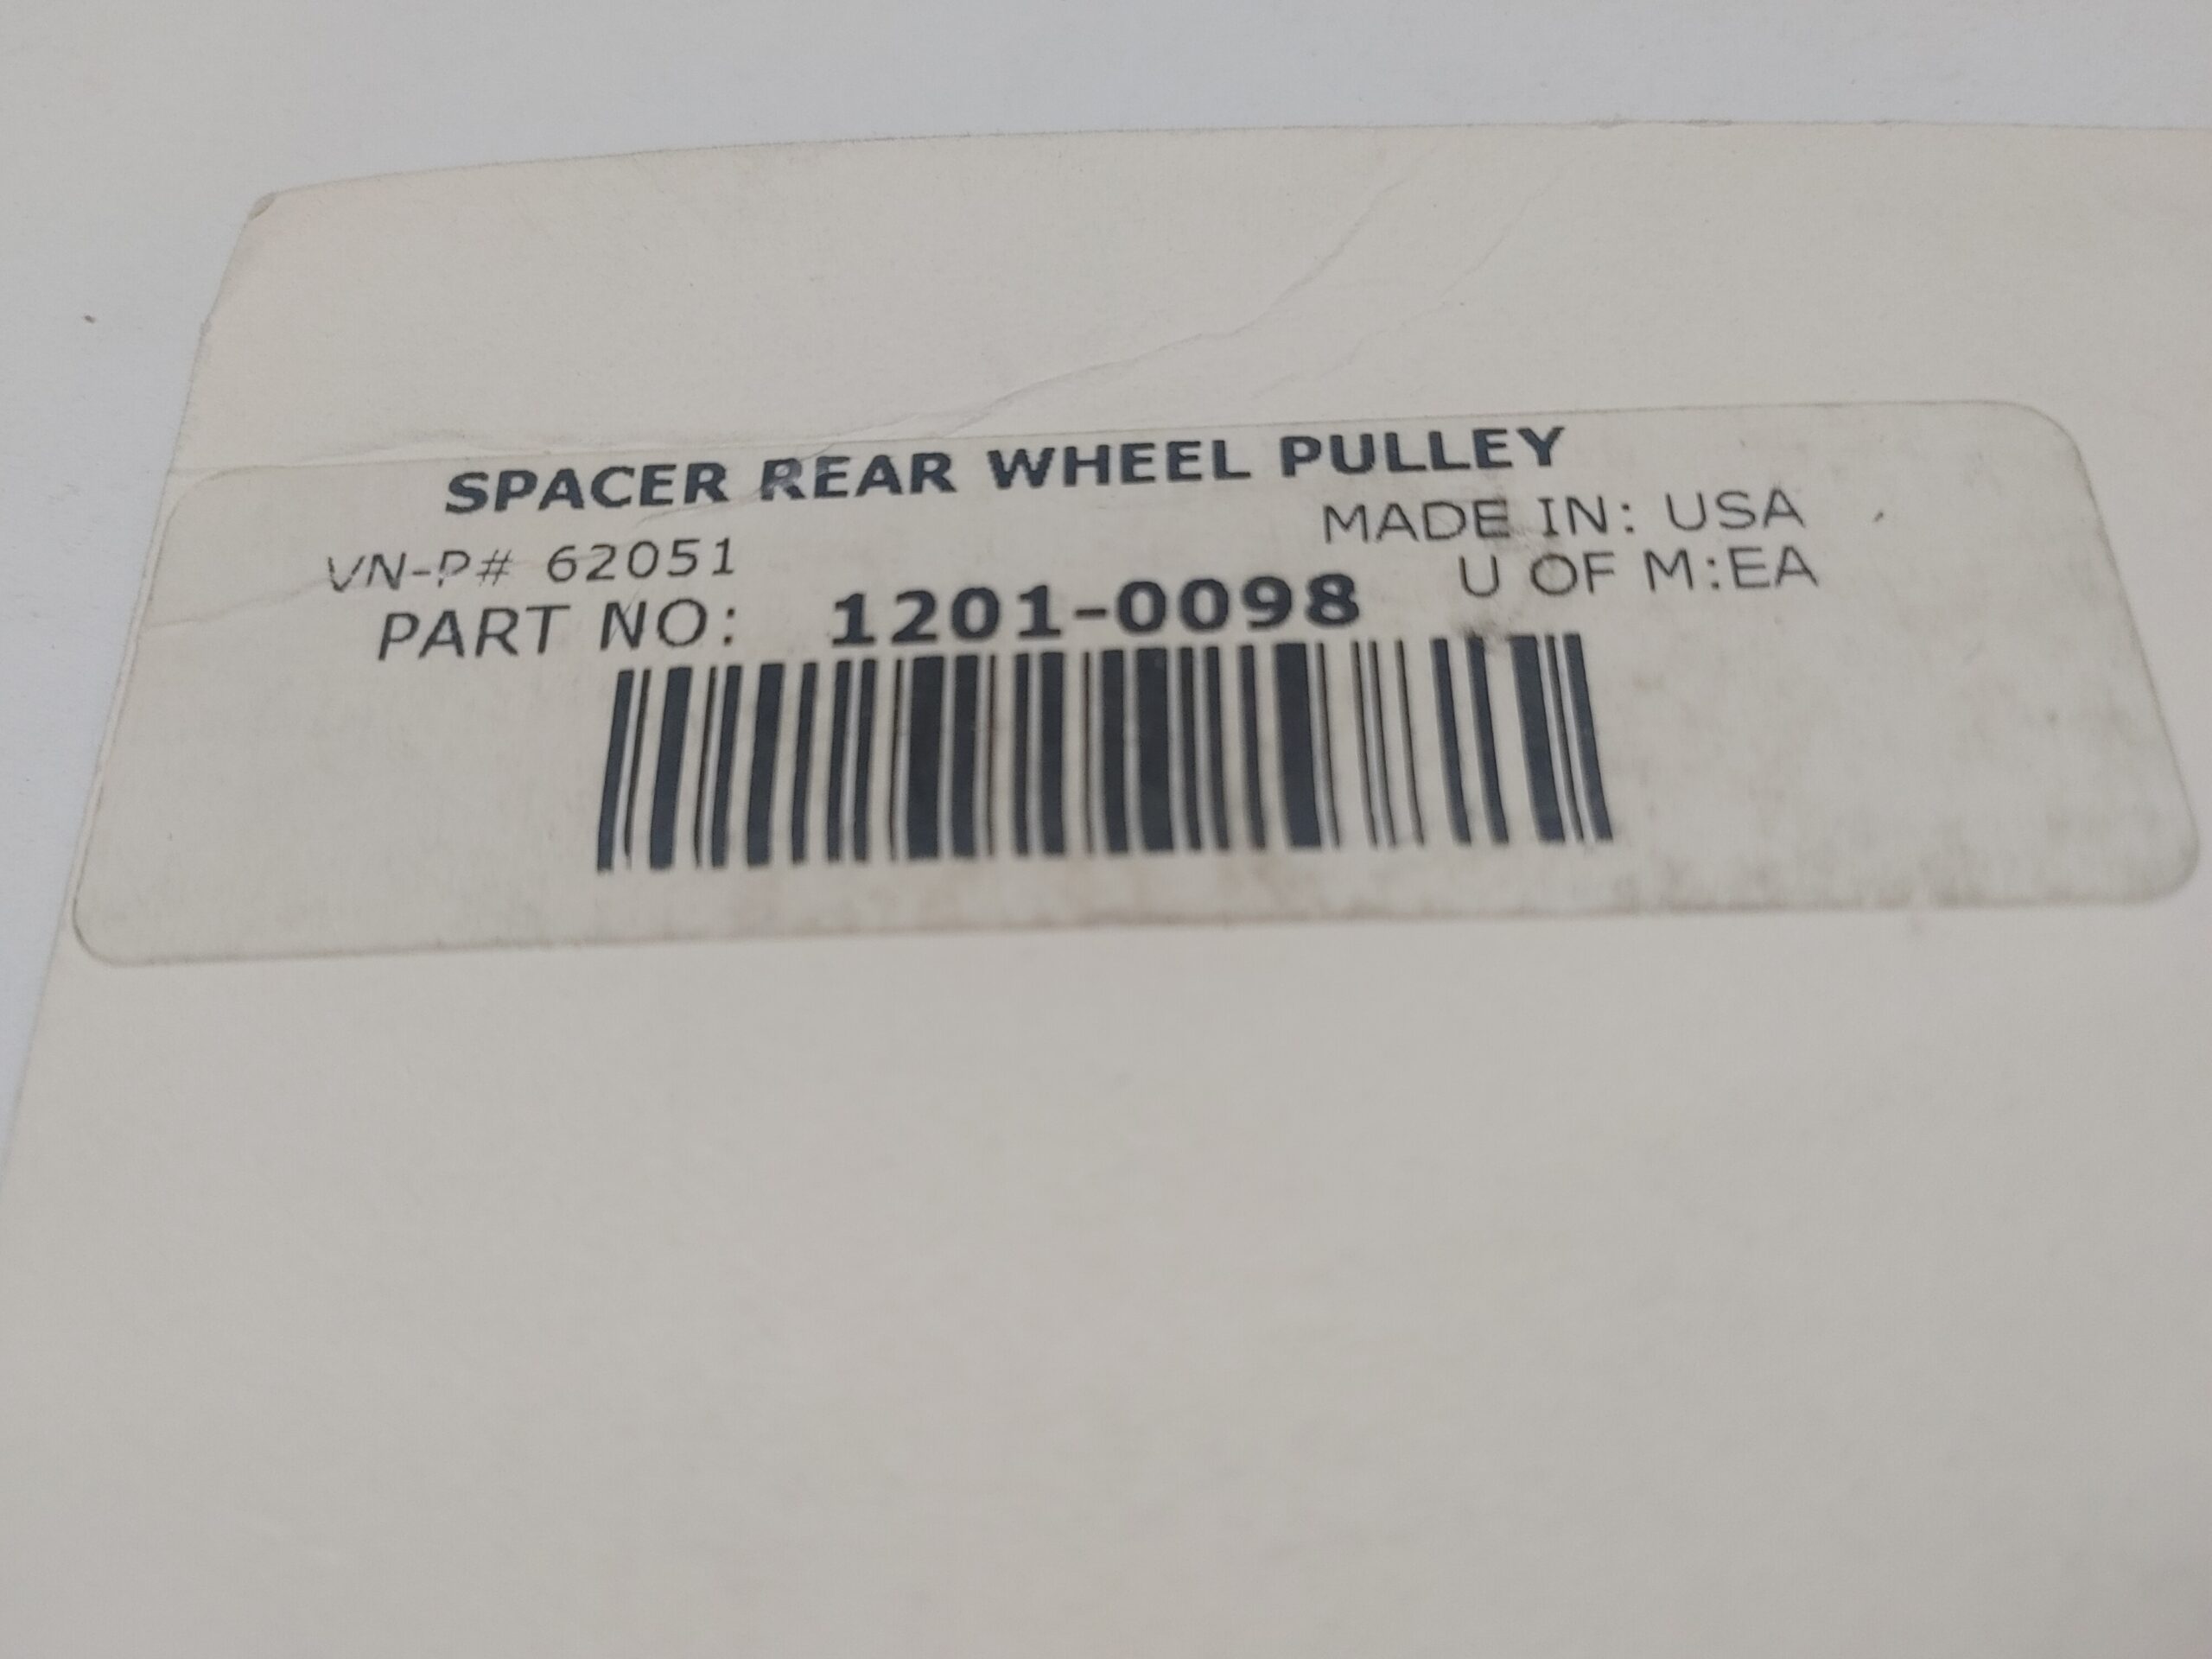 SPACER REAR WHEEL PULLEY
VN-P# 62051
MADE IN: USA
U OF M:EA
PART NO: 1201-0098